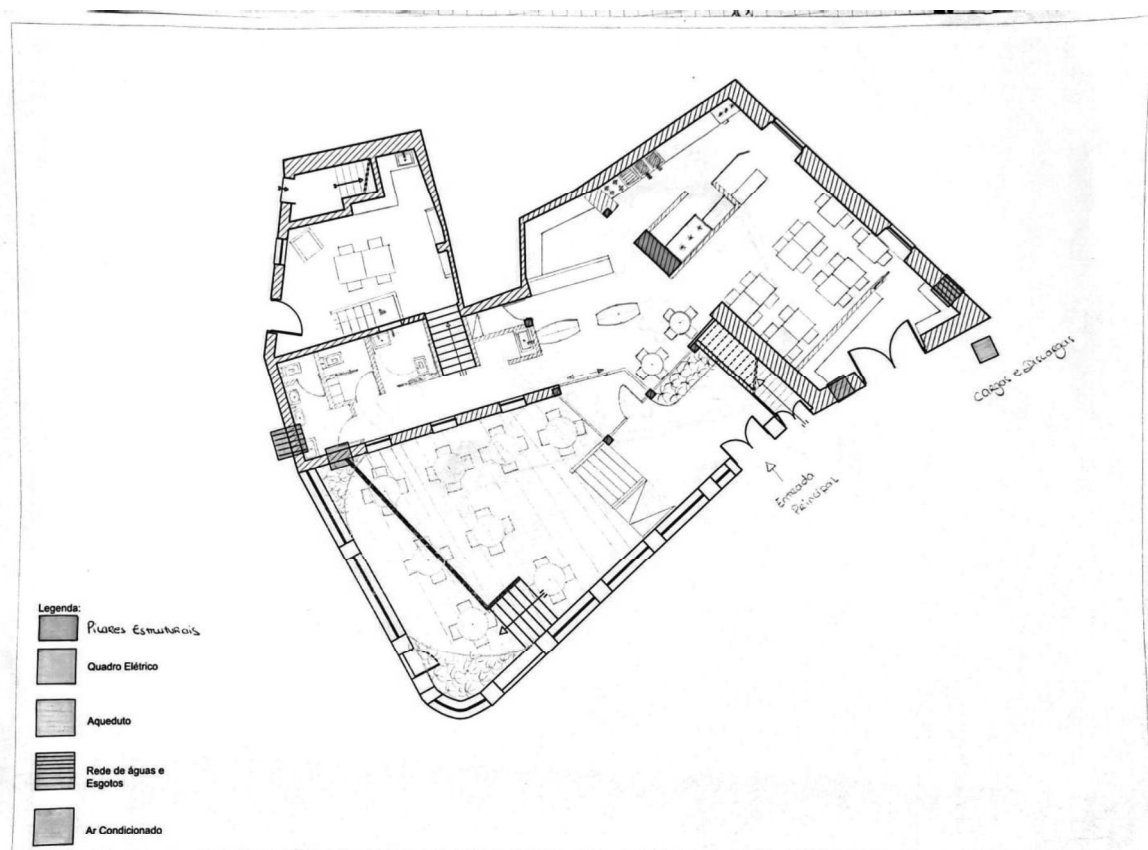 cargas e descargas
Entrada
Principal
Legenda:
Pilares Estruturais
Quadro Elétrico
Aqueduto
Rede de águas e
Esgotos
Ar Condicionado